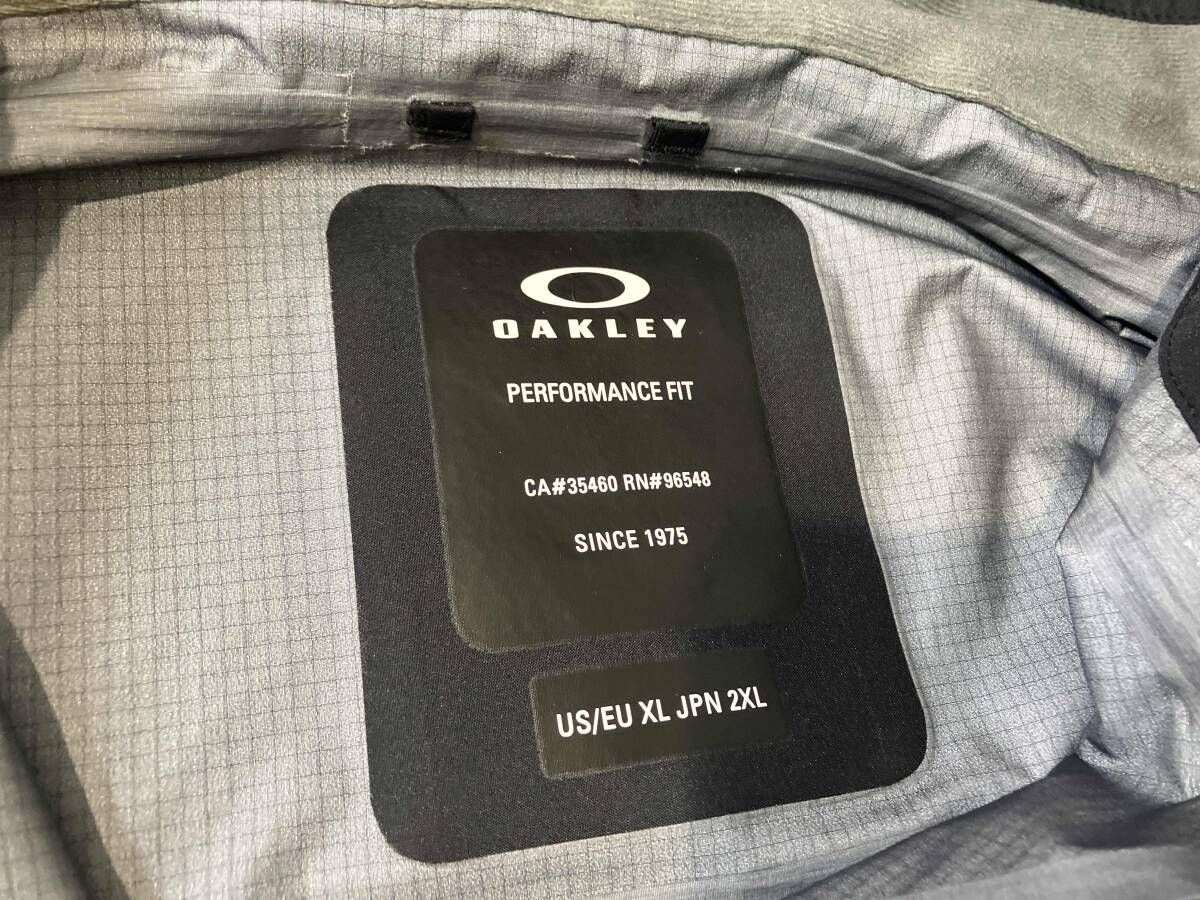 OAKLEY
PERFORMANCE FIT
CA#35460 RN#96548
SINCE 1975
US/EU XL JPN 2XL